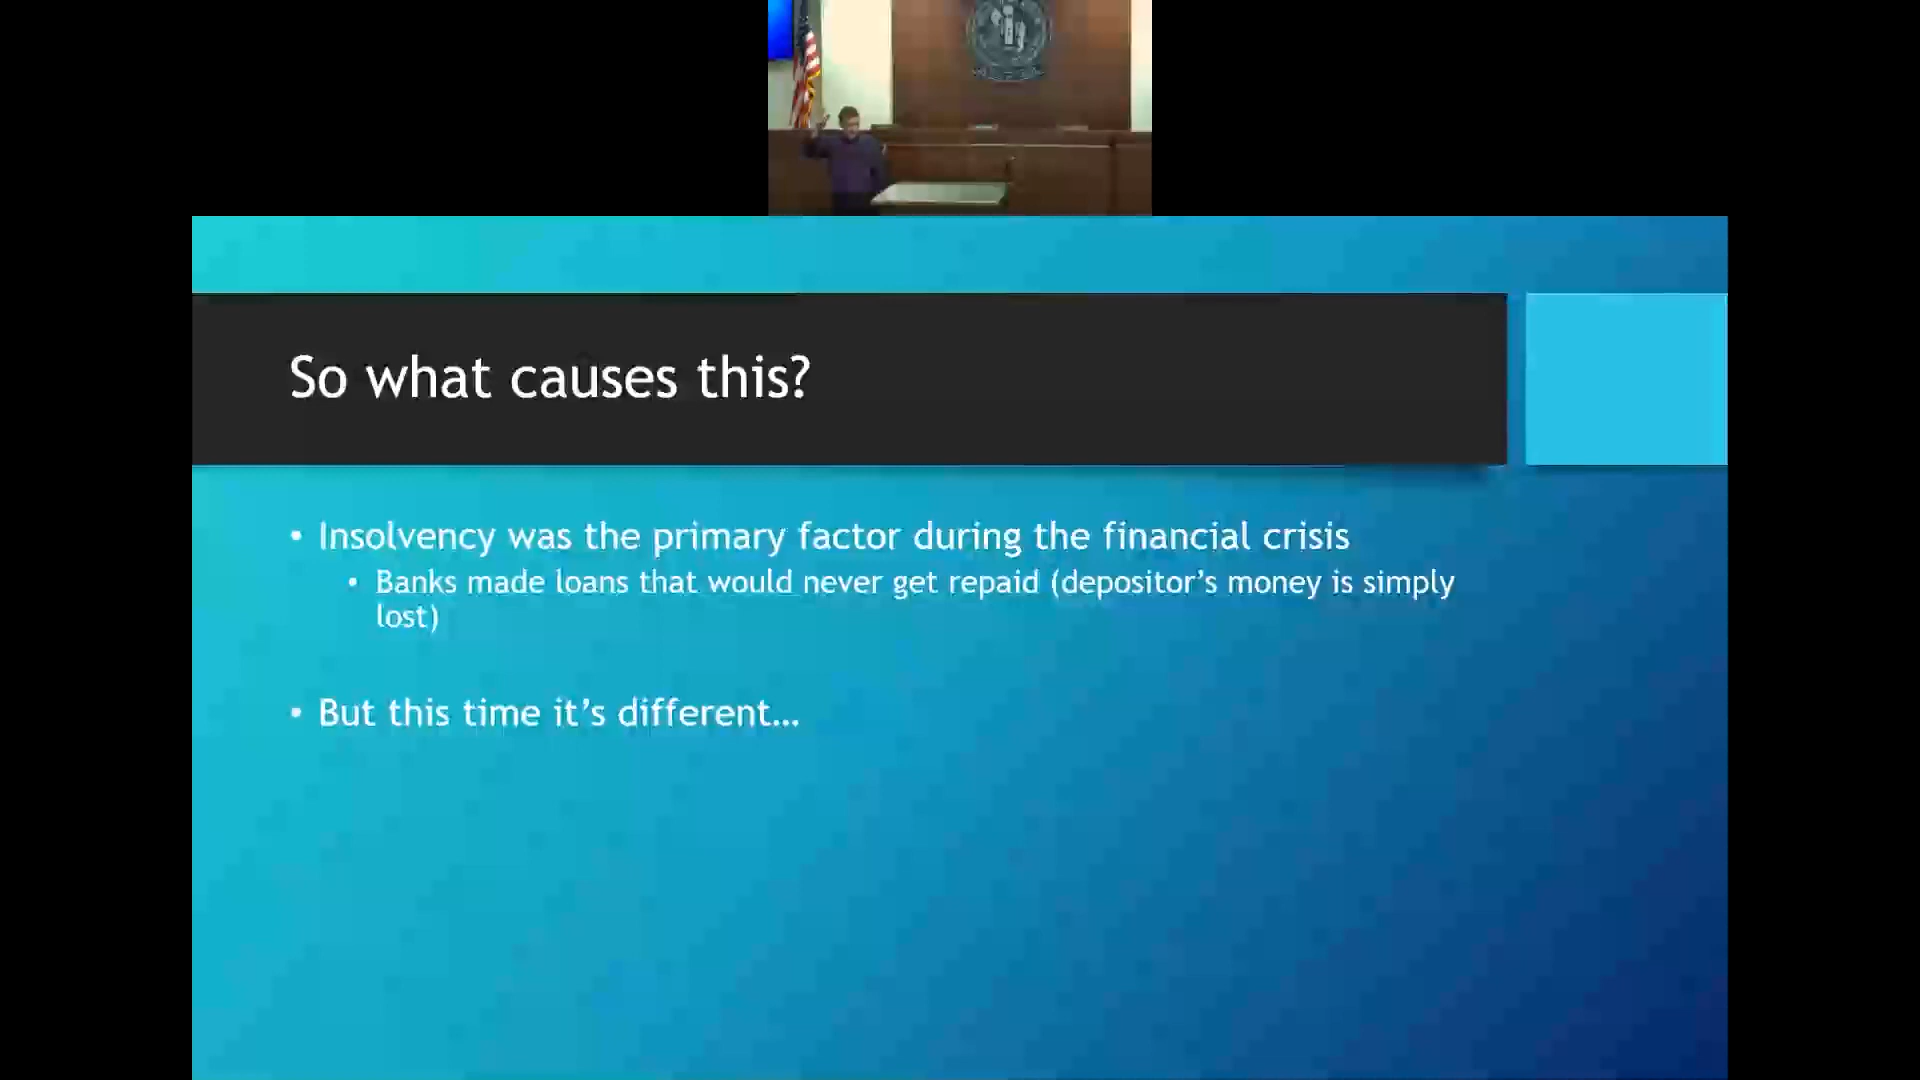 So what causes this?
• Insolvency was the primary factor during the financial crisis
• Banks made loans that would never get repaid (depositor's money is simply
lost)
• But this time it's different…